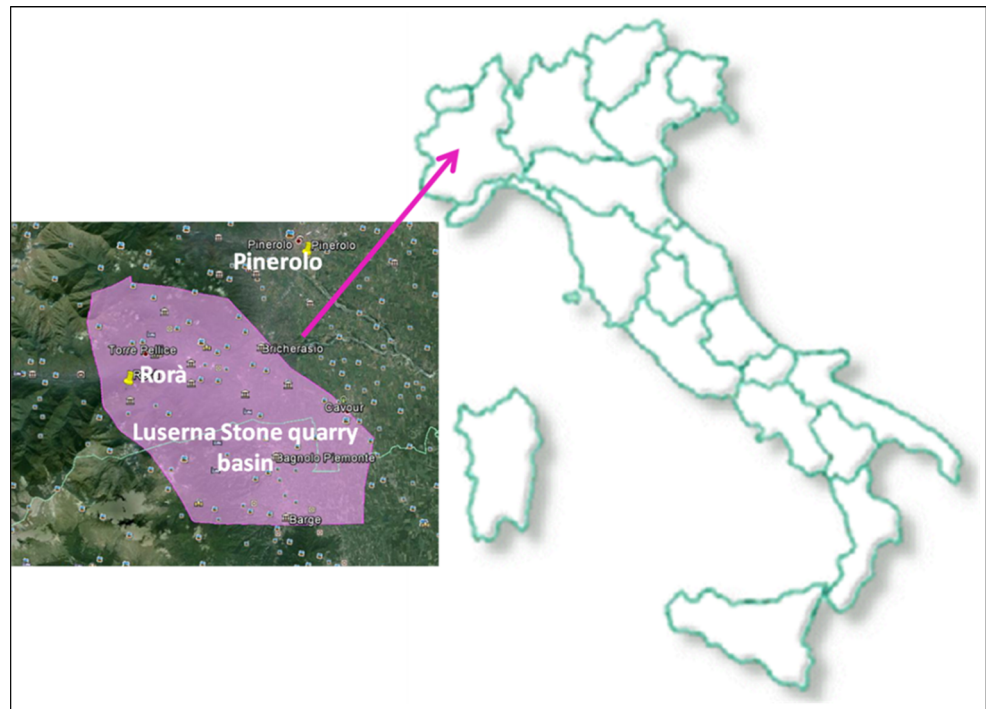 Pinerolo Pinerolo
Pinerolo
Bricherasio
Torre Pellice
Rorà
Cavour
Luserna Stone quarry
basin
Bagnolo Piemonte
Barge